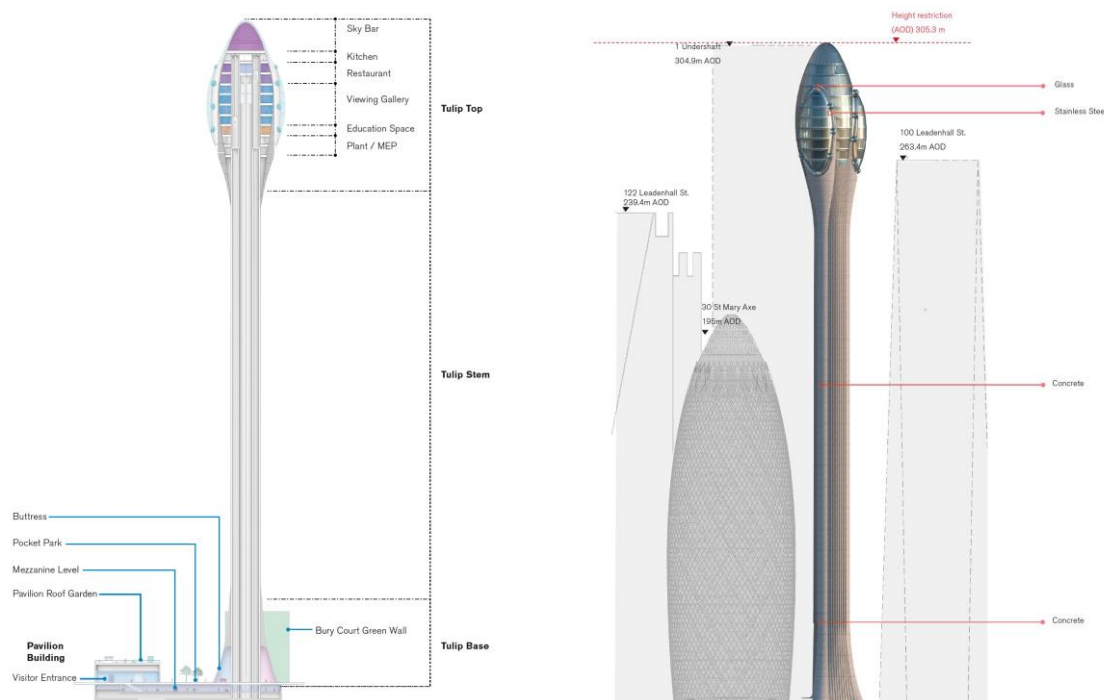 Sky Bar
Kitchen
Restaurant
Viewing Gallery
Education Space
Plant / MEP
Tulip Top
Tulip Stem
Buttress
Pocket Park
Mezzanine Level
Pavilion Roof Garden
Pavilion
Building
Visitor Entrance
Bury Court Green Wall
Tulip Base
Height restriction
(AOD) 305.3 m
1 Undershaft
304.9m AOD
Glass
Stainless Stee
100 Leadenhall St.
263.4m AOD
122 Leadenhall St.
239.4m AOD
30 St Mary Axe
195m AOD
Concrete
Concrete